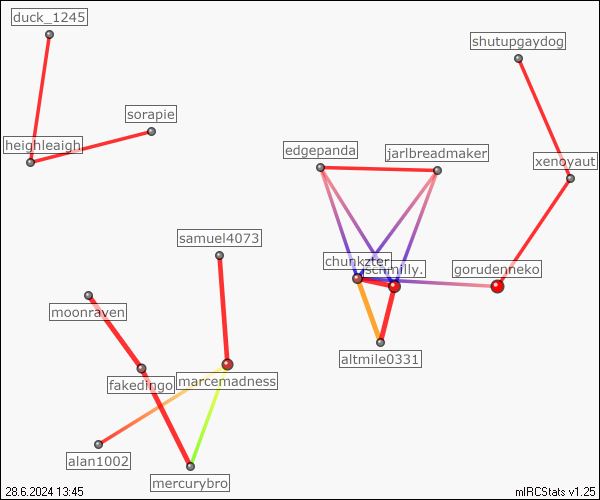 duck_1245
shutupgaydog
sorapie
heighleaigh
edgepanda
jarlbreadmaker
xenoyaut
samuel4073
chunkzter
scimilly.
gorudenneko
moonraven
altmile0331
fakedingo
marcemadness
alan1002
mercurybro
28.6.2024 13:45
mIRCStats v1.25